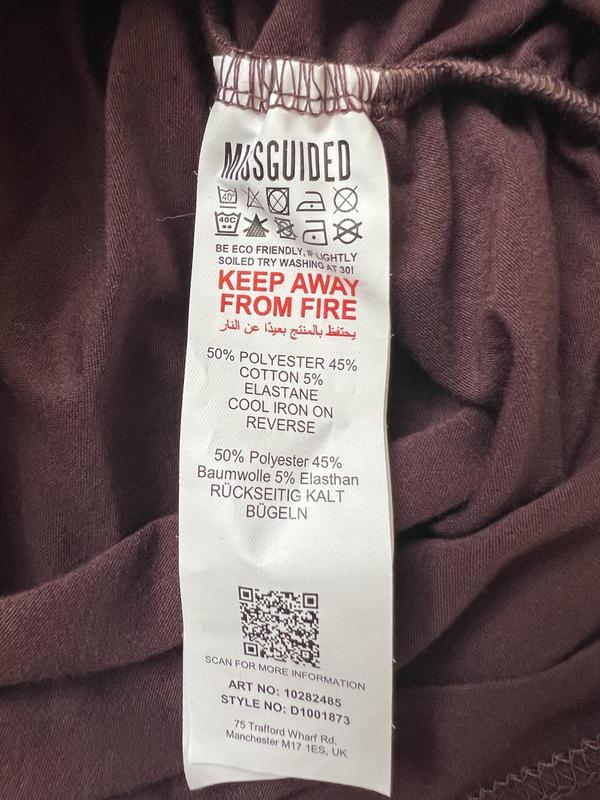 MISSGUIDED
40°
40C
BE ECO FRIENDLY, IF LIGHTLY
SOILED TRY WASHING AT 30!
KEEP AWAY
FROM FIRE
يحتفظ بالمنتج بعيدًا عن النار
50% POLYESTER 45%
COTTON 5%
ELASTANE
COOL IRON ON
REVERSE
50% Polyester 45%
Baumwolle 5% Elasthan
RÜCKSEITIG KALT
BÜGELN
SCAN FOR MORE INFORMATION
ART NO: 10282485
STYLE NO: D1001873
75 Trafford Wharf Rd,
Manchester M17 1ES, UK